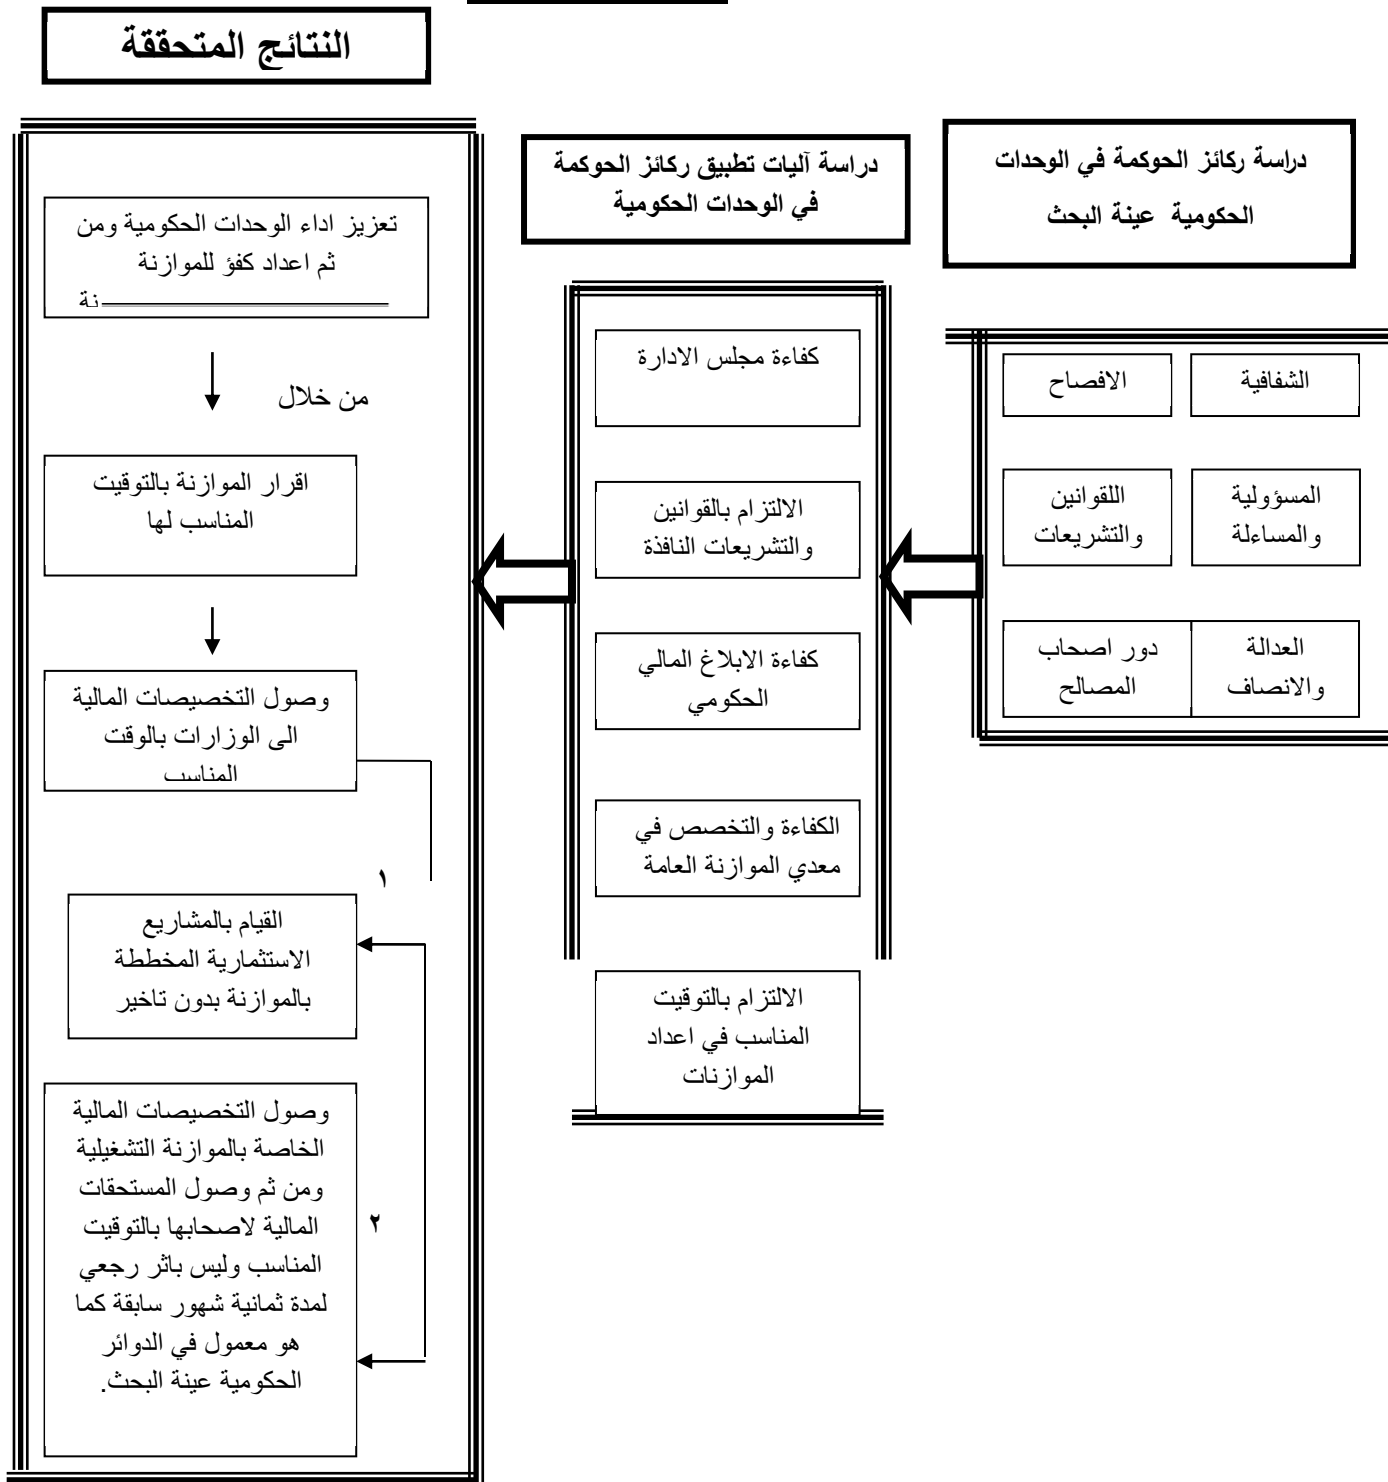 النتائج المتحققة
دراسة ركائز الحوكمة في الوحدات
الحكومية عينة البحث
دراسة آليات تطبيق ركائز الحوكمة
في الوحدات الحكومية
الشفافية
الافصاح
المسؤولية
والمساءلة
اللقوانين
والتشريعات
العدالة
والانصاف
دور اصحاب
المصالح
كفاءة مجلس الادارة
الالتزام بالقوانين
والتشريعات النافذة
كفاءة الابلاغ المالي
الحكومي
الكفاءة والتخصص في
معدي الموازنة العامة
الالتزام بالتوقيت
المناسب في اعداد
الموازنات
تعزيز اداء الوحدات الحكومية ومن
ثم اعداد كفؤ للموازنة
ـنة
من خلال
اقرار الموازنة بالتوقيت
المناسب لها
وصول التخصيصات المالية
الى الوزارات بالوقت
المناسب
١
القيام بالمشاريع
الاستثمارية المخططة
بالموازنة بدون تاخير
وصول التخصيصات المالية
الخاصة بالموازنة التشغيلية
ومن ثم وصول المستحقات
المالية لاصحابها بالتوقيت
المناسب وليس باثر رجعي
لمدة ثمانية شهور سابقة كما
هو معمول في الدوائر
الحكومية عينة البحث.
٢